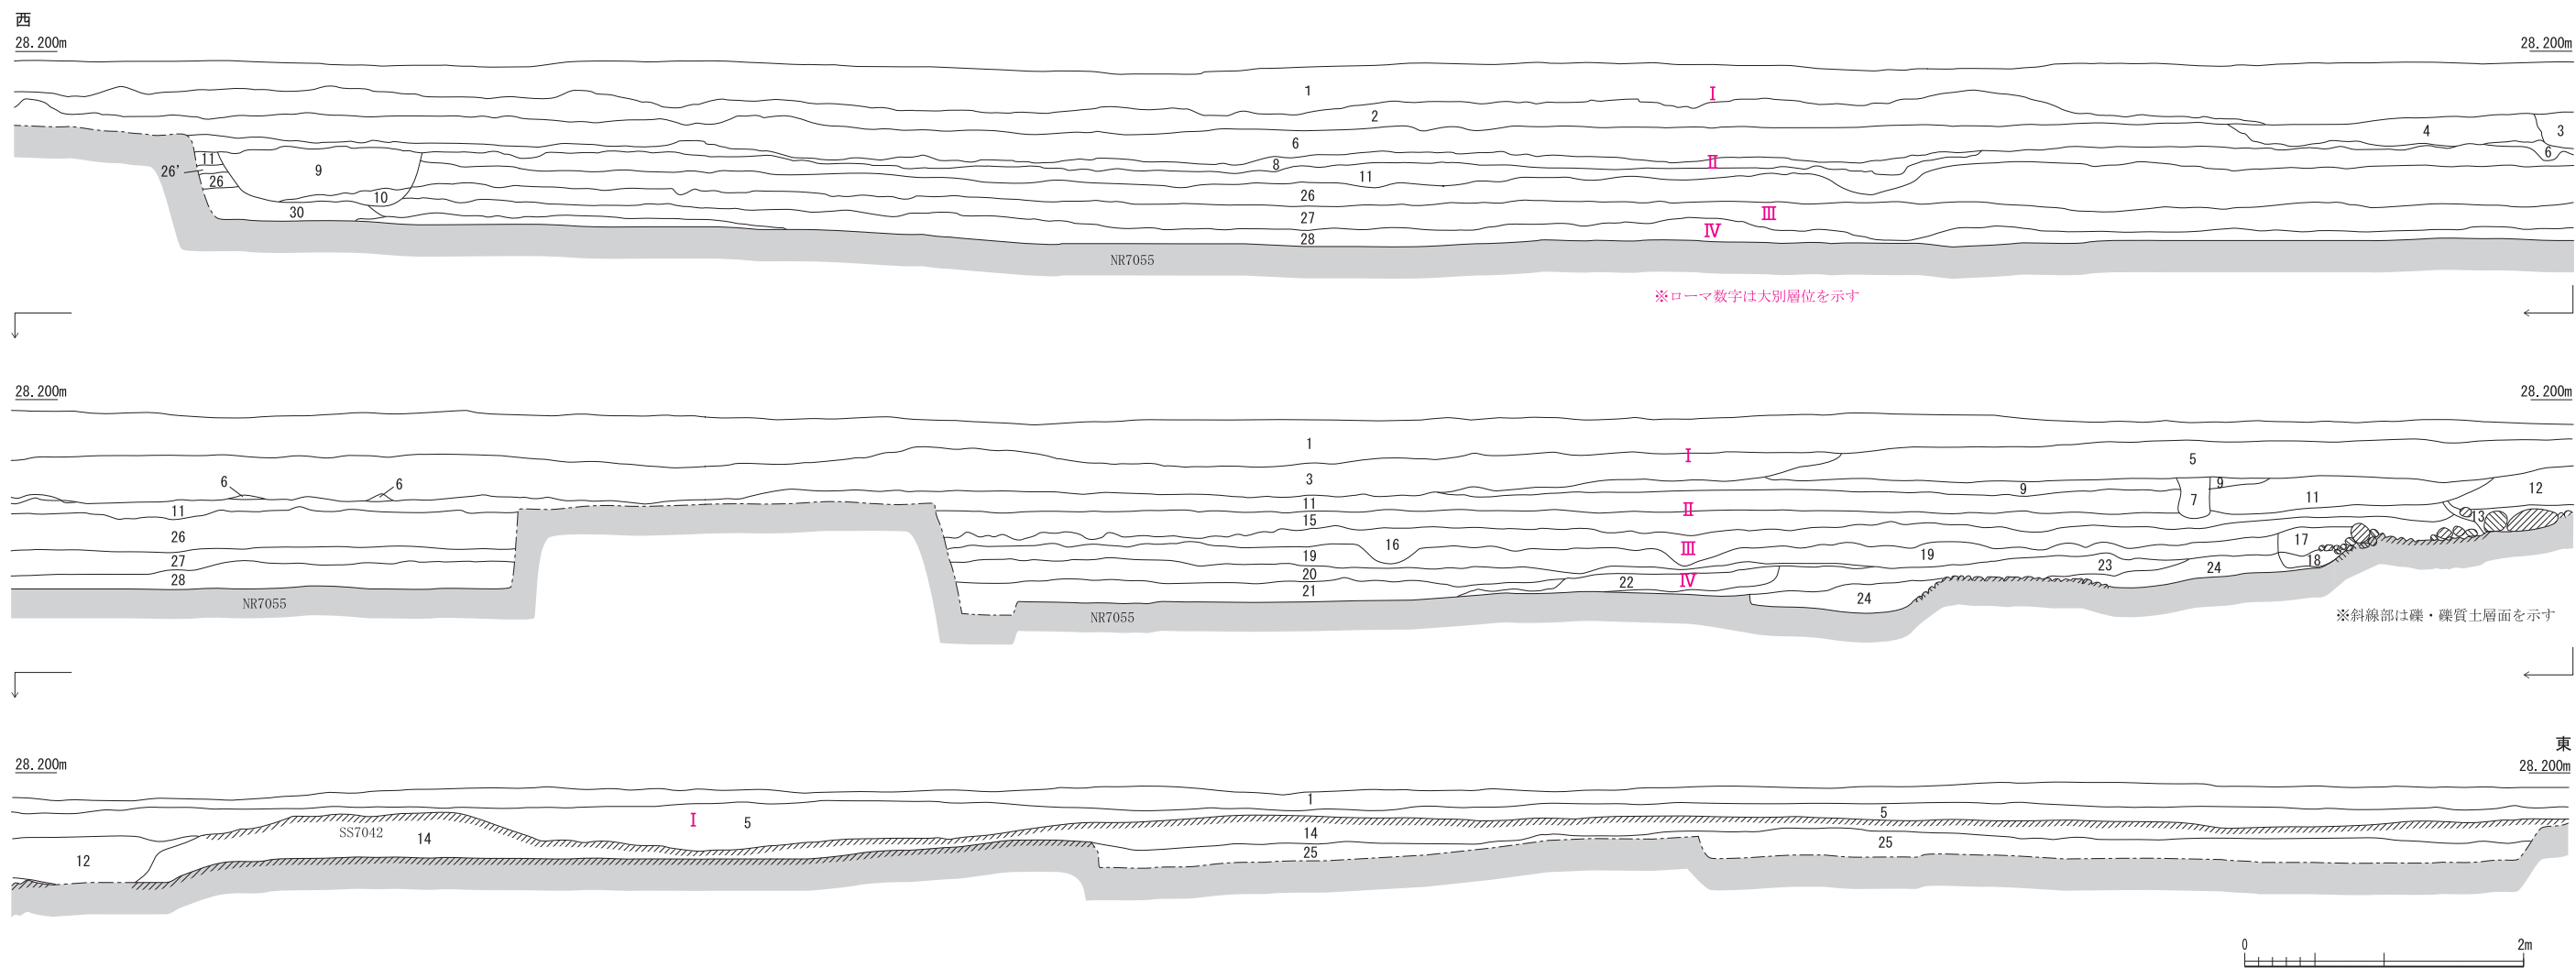 西
28.200m 28.200m
1 Ⅰ
2
4 3
6
Ⅱ 6
11 9 8
26' 11
26 10 26
30 27 Ⅲ
28 Ⅳ
NR7055
※ローマ数字は大別層位を示す
28.200m 28.200m
1 Ⅰ 5
6 6 3 9 9 12
11 11 Ⅱ 7 11 13
26 15
16 Ⅲ 19 17
27 19 18
28 20 22 Ⅳ 23 24
21 24
NR7055 NR7055
※斜線部は礫・礫質土層面を示す
東
28.200m 28.200m
1
Ⅰ 5 5
SS7042 14 14
12 25 25
0 2m